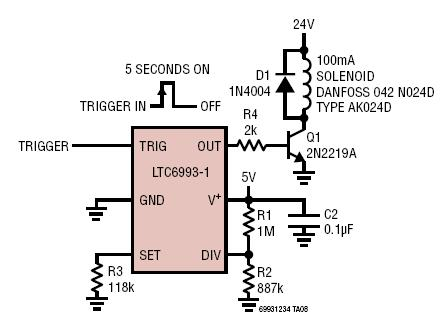 24V
5 SECONDS ON
D1
1N4004
100mA
SOLENOID
DANFOSS 042 N024D
TYPE AK024D
TRIGGER IN
OFF
R4
2k
Q1
2N2219A
TRIGGER
TRIG
OUT
LTC6993-1
5V
GND
V+
R1
1M
C2
0.1µF
SET
DIV
R3
118k
R2
887k
69931234 TA08